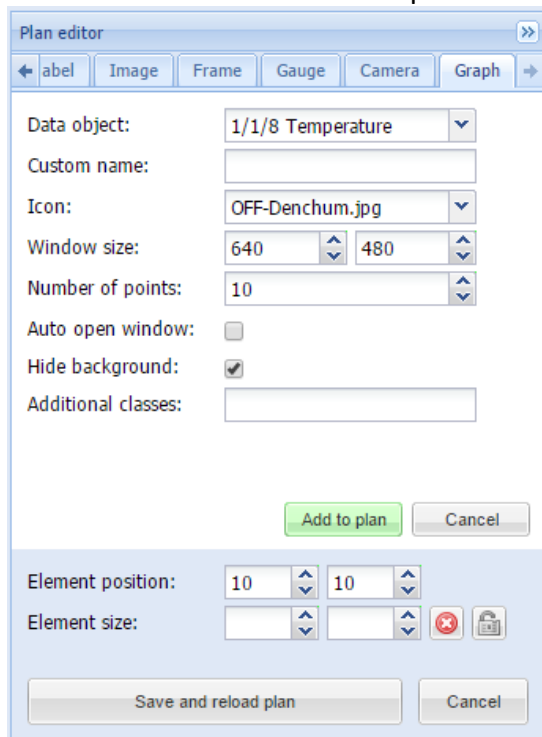 Plan editor
abel Image Frame Gauge Camera Graph
Data object: 1/1/8 Temperature
Custom name:
Icon: OFF-Denchum.jpg
Window size: 640 480
Number of points: 10
Auto open window:
Hide background:
Additional classes:
Add to plan Cancel
Element position: 10 10
Element size:
Save and reload plan Cancel